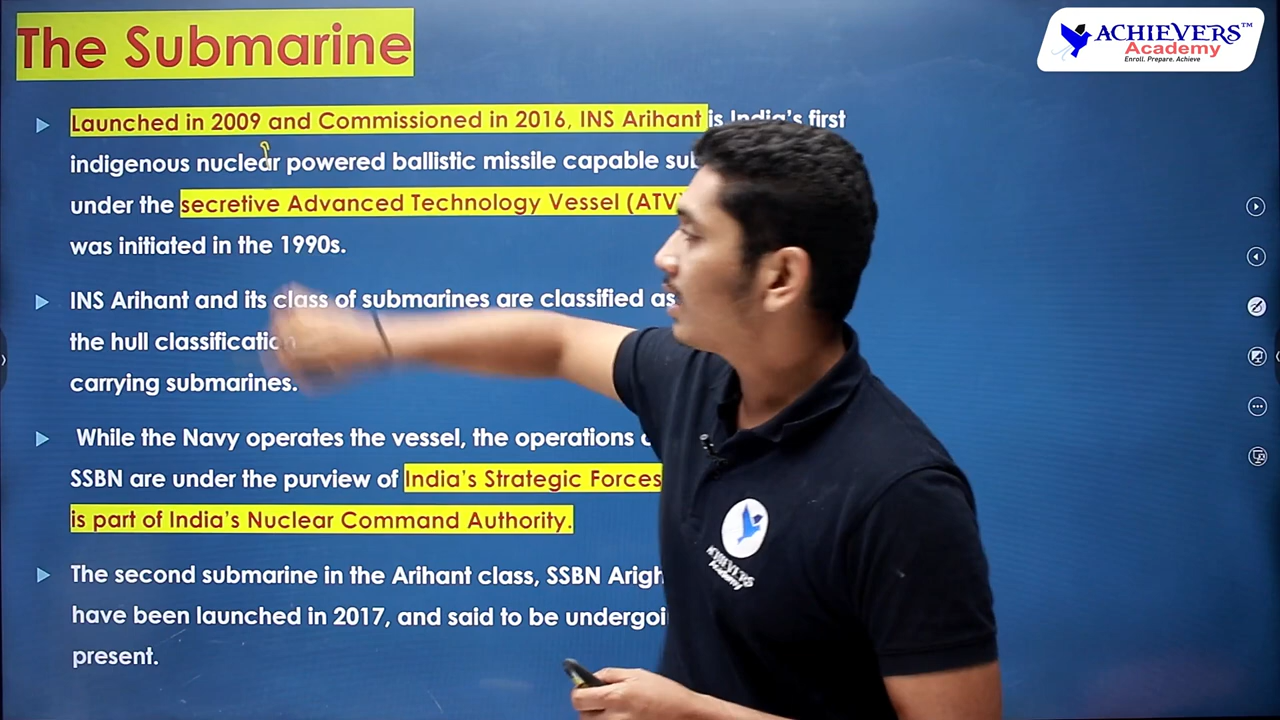 The Submarine
ACHIEVERS™
Academy
Enroll. Prepare. Achieve
Launched in 2009 and Commissioned in 2016, INS Arihant is India's first
indigenous nuclear powered ballistic missile capable
under the secretive Advanced Technology Vessel (ATV)
was initiated in the 1990s.
INS Arihant and its class of submarines are classified as
the hull classification
carrying submarines.
While the Navy operates the vessel, the operations
SSBN are under the purview of India's Strategic Forces
is part of India's Nuclear Command Authority.
The second submarine in the Arihant class, SSBN
have been launched in 2017, and said to be
present.
ACHIEVERS
Academy